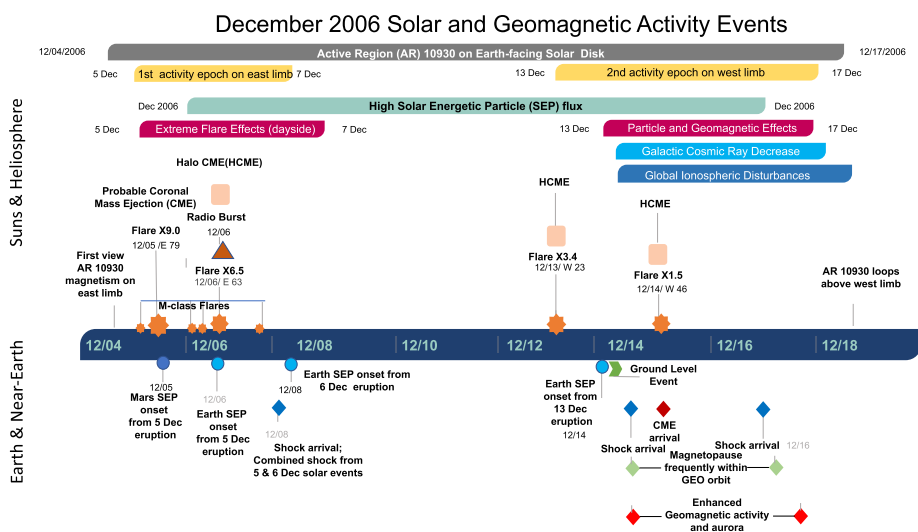 December 2006 Solar and Geomagnetic Activity Events
12/04/2006
Active Region (AR) 10930 on Earth-facing Solar Disk
12/17/2006
5 Dec
1st activity epoch on east limb
7 Dec
13 Dec
2nd activity epoch on west limb
17 Dec
Dec 2006
High Solar Energetic Particle (SEP) flux
Dec 2006
5 Dec
Extreme Flare Effects (dayside)
7 Dec
13 Dec
Particle and Geomagnetic Effects
17 Dec
Galactic Cosmic Ray Decrease
Global Ionospheric Disturbances
Suns & Heliosphere
Halo CME(HCME)
Probable Coronal
Mass Ejection (CME)
Radio Burst
12/06
Flare X9.0
12/05 /E 79
First view
AR 10930
magnetism on
east limb
Flare X6.5
12/06/ E 63
M-class Flares
HCME
Flare X3.4
12/13/ W 23
HCME
Flare X1.5
12/14/ W 46
AR 10930 loops
above west limb
12/04
12/06
12/08
12/10
12/12
12/14
12/16
12/18
Earth & Near-Earth
12/05
Mars SEP
onset
from 5 Dec
eruption
12/06
Earth SEP
onset
from 5 Dec
eruption
12/08
Earth SEP onset from
6 Dec eruption
12/08
Shock arrival;
Combined shock from
5 & 6 Dec solar events
Earth SEP
onset from
13 Dec
eruption
12/14
Ground Level
Event
CME
arrival
Shock arrival
Shock arrival
12/16
Magnetopause
frequently within
GEO orbit
Enhanced
Geomagnetic activity
and aurora